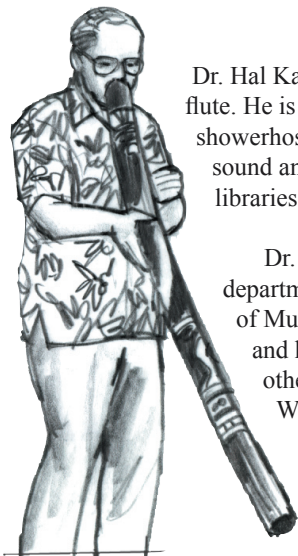 Dr. Hal Ka
flute. He is
showerhos
sound an
libraries
Dr.
departm
of Mu
and l
othe
W